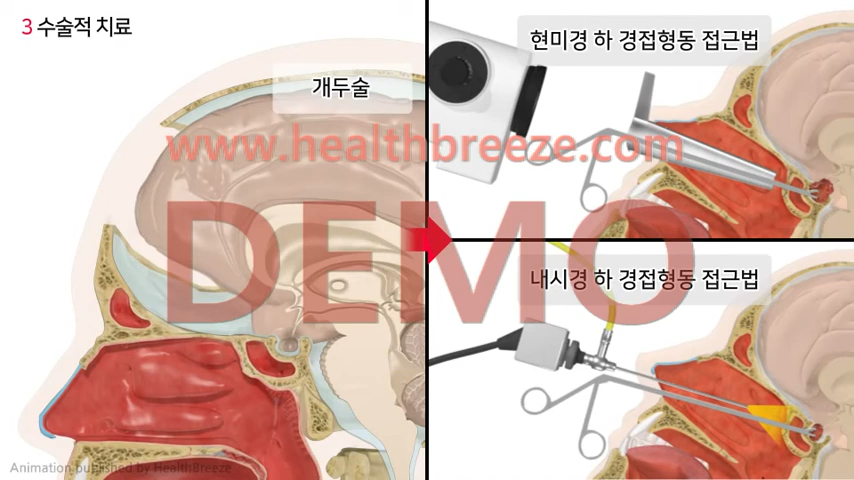 3 수술적 치료
개두술
현미경 하 경접형동 접근법
www.healthbreeze.com
DEMO
내시경 하 경접형동 접근법
Animation published by HealthBreeze